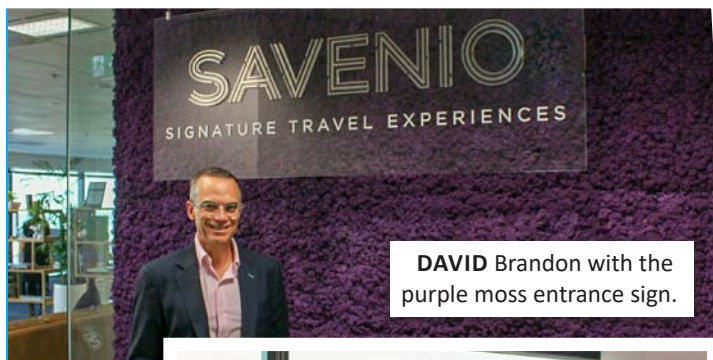 SAVENIO
SIGNATURE TRAVEL EXPERIENCES
DAVID Brandon with the
purple moss entrance sign.